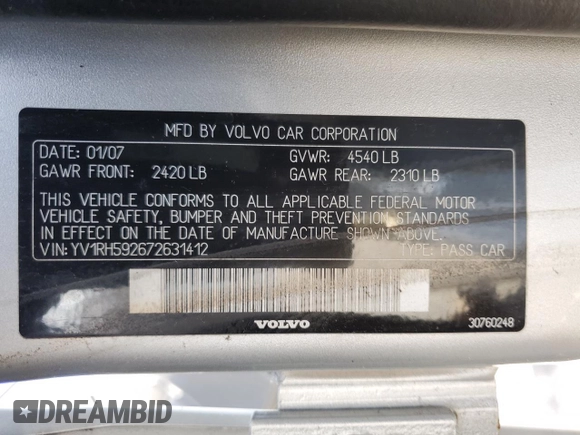 MFD BY VOLVO CAR CORPORATION
DATE: 01/07 GVWR: 4540 LB
GAWR FRONT: 2420 LB GAWR REAR: 2310 LB
THIS VEHICLE CONFORMS TO ALL APPLICABLE FEDERAL MOTOR
VEHICLE SAFETY, BUMPER AND THEFT PREVENTION STANDARDS
IN EFFECT ON THE DATE OF MANUFACTURE SHOWN ABOVE.
VIN: YV1RH592672631412 TYPE: PASS CAR
VOLVO 30760248
DREAMBID